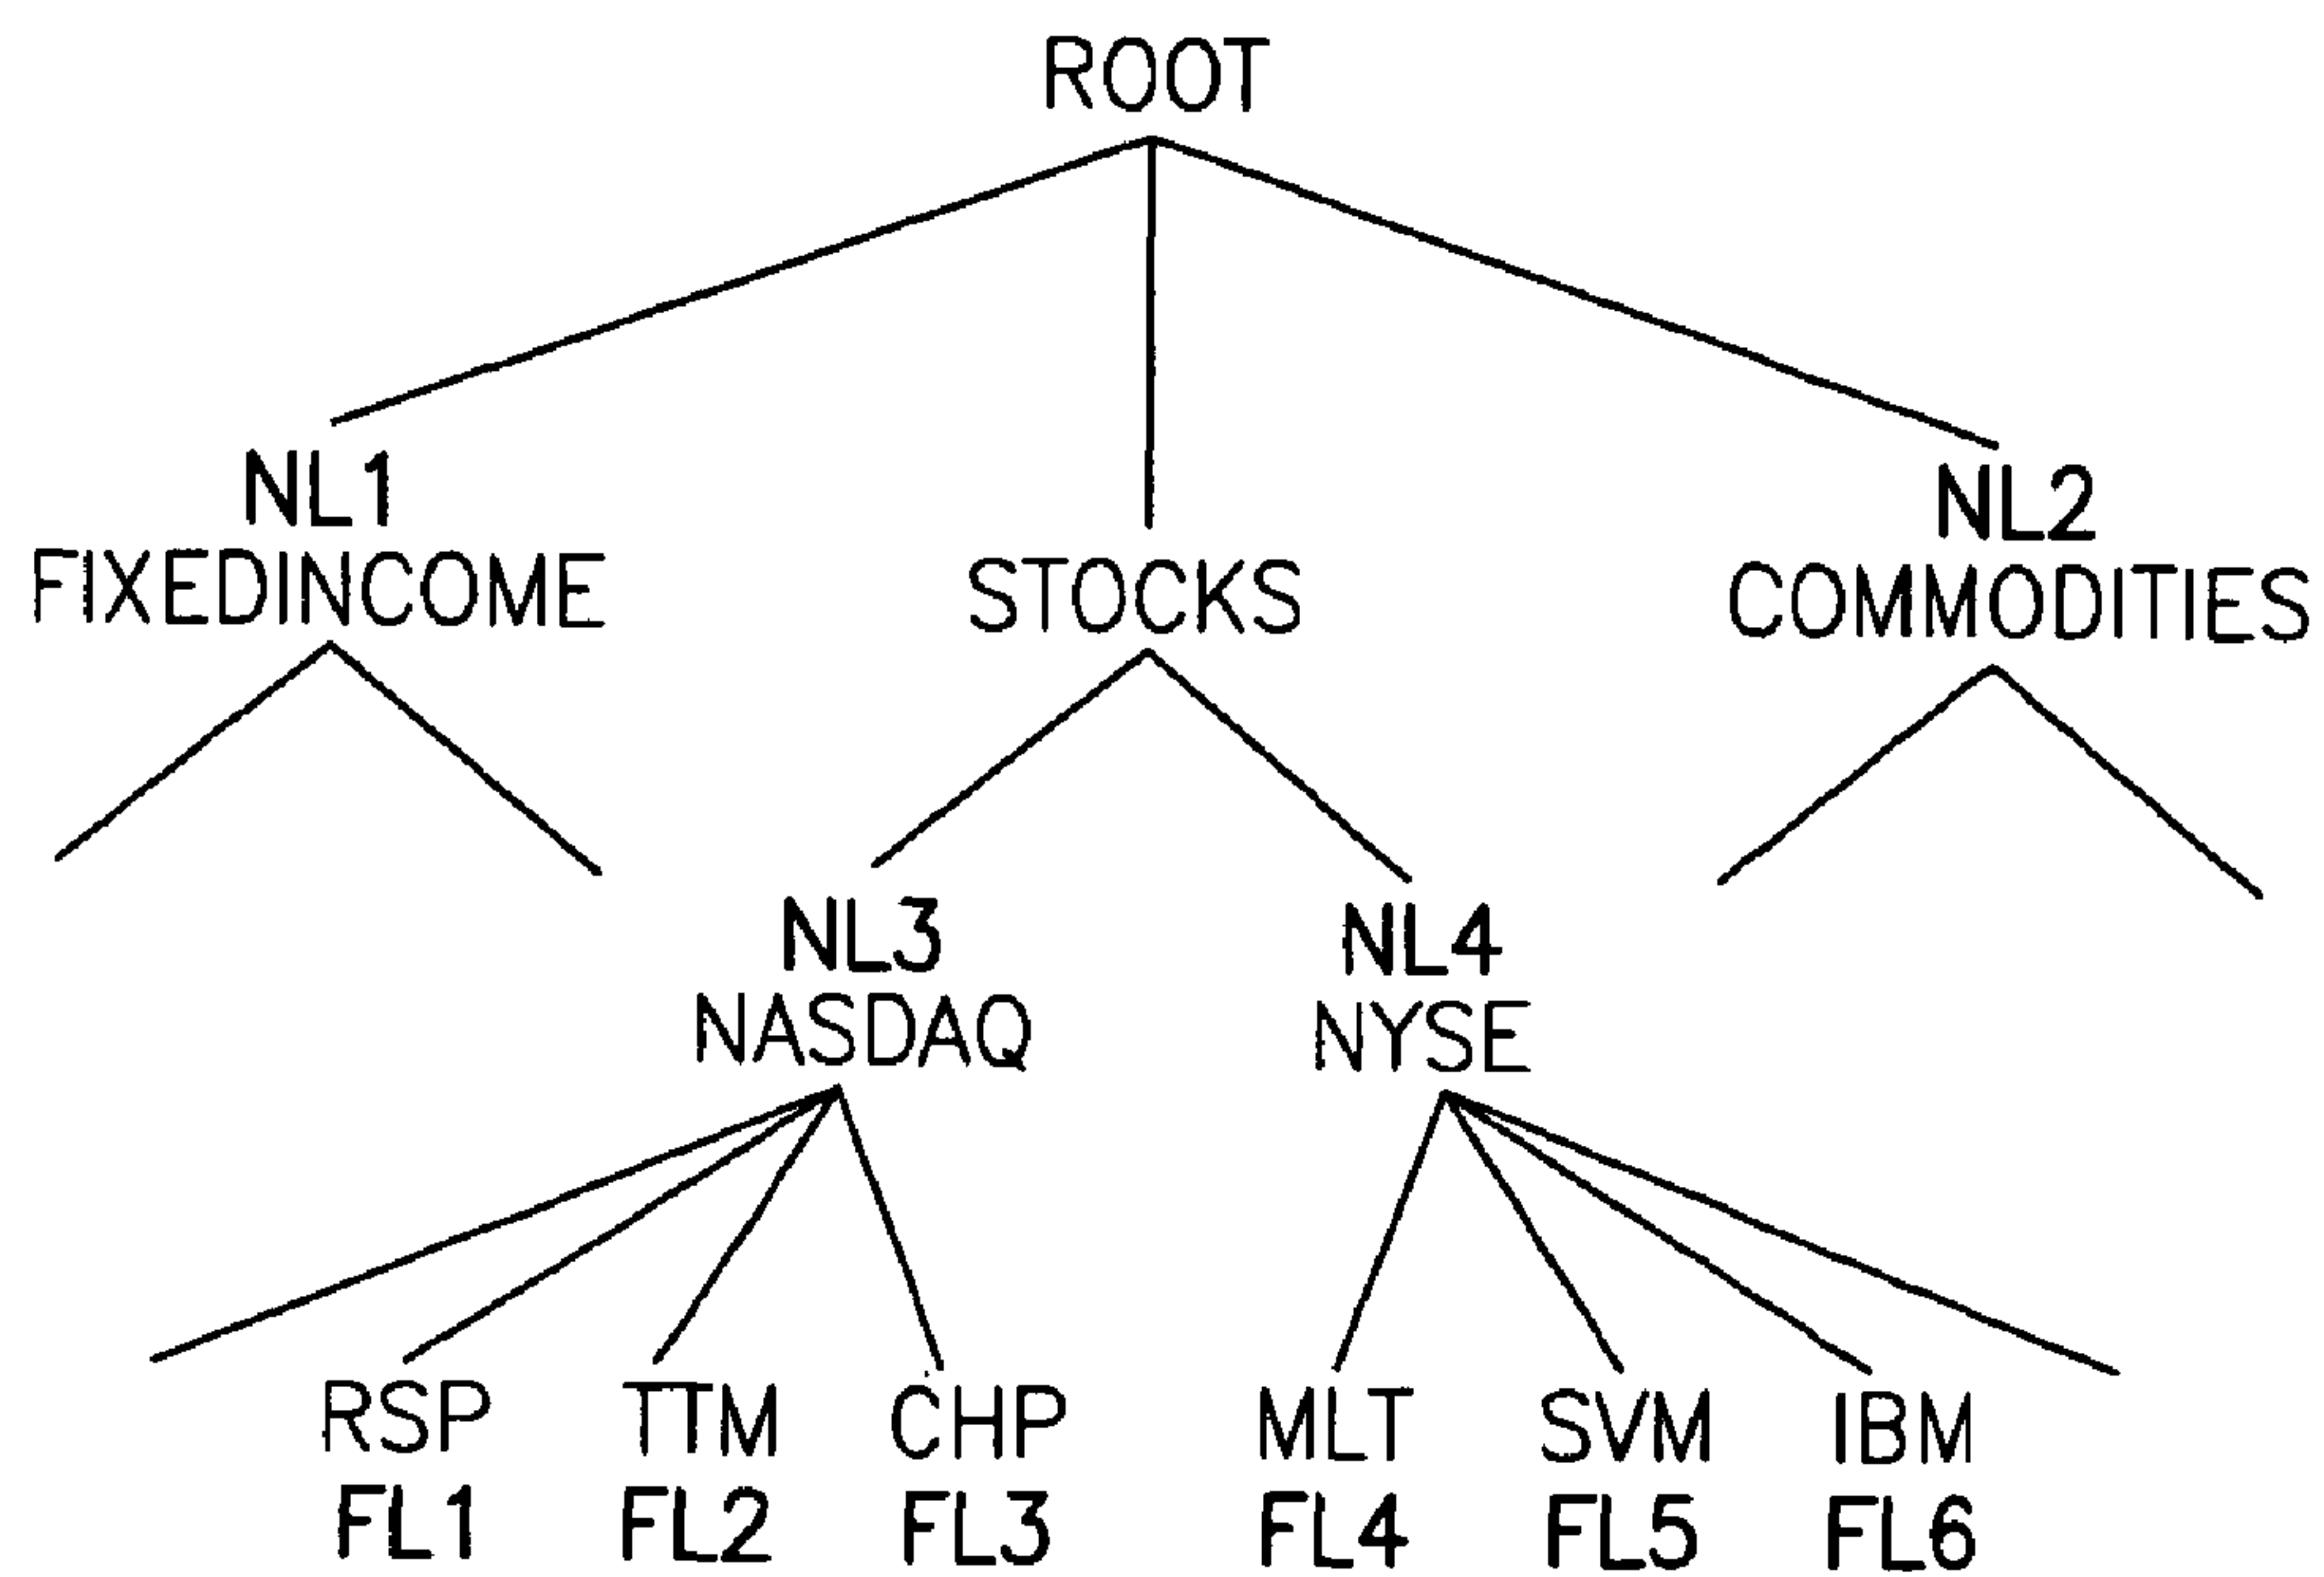 ROOT
NL1
FIXEDINCOME
STOCKS
NL2
COMMODITIES
NL3
NASDAQ
NL4
NYSE
RSP
FL1
TTM
FL2
CHP
FL3
MLT
FL4
SVM
FL5
IBM
FL6